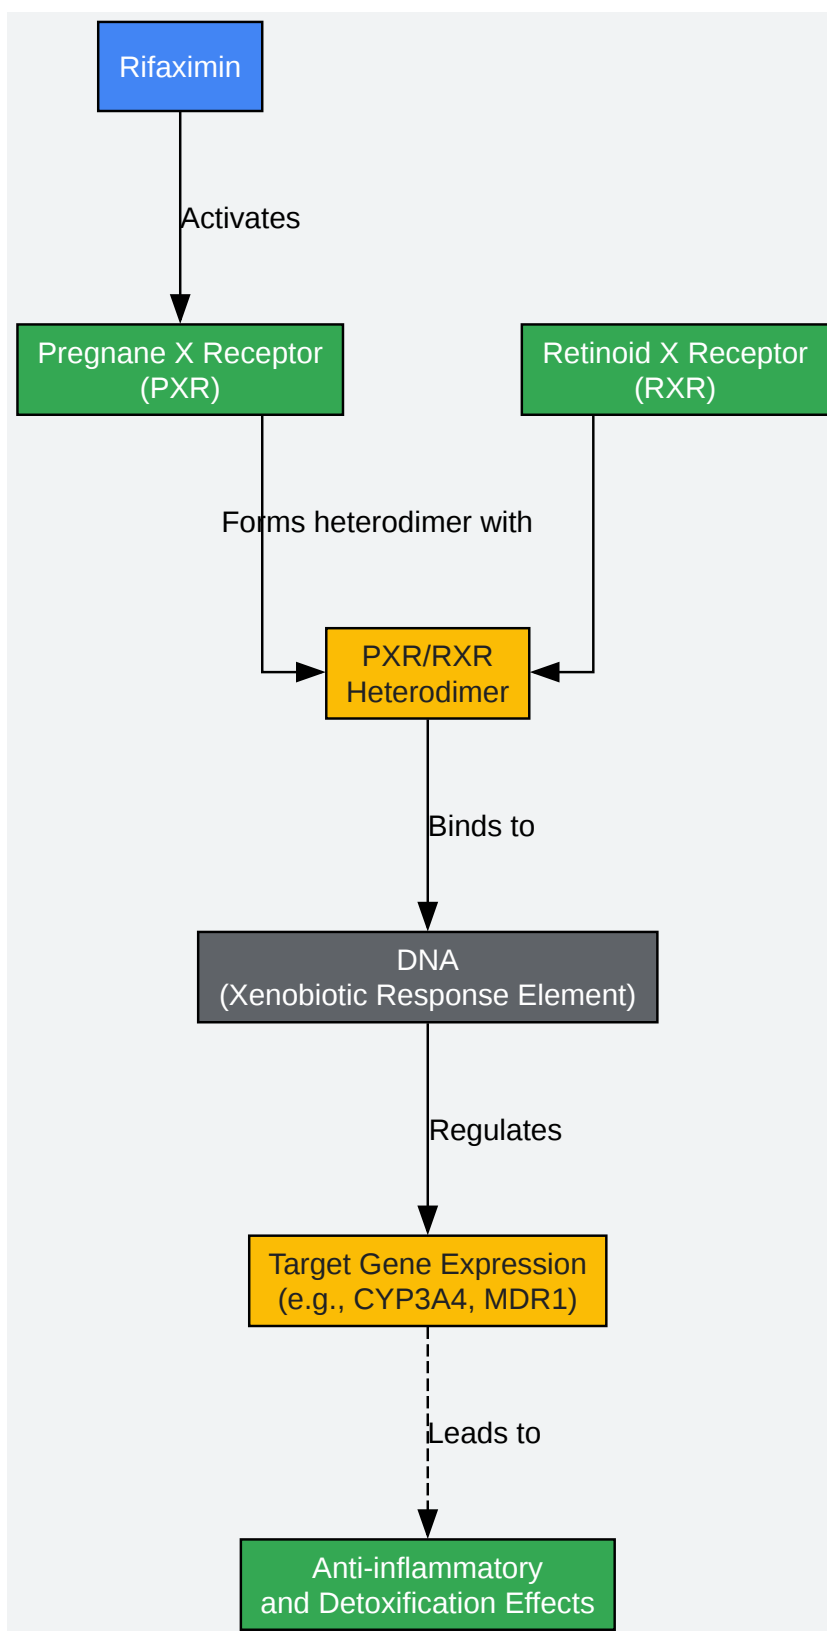 Rifaximin
Activates
Pregnane X Receptor
(PXR)
Retinoid X Receptor
(RXR)
Forms heterodimer with
PXR/RXR
Heterodimer
Binds to
DNA
(Xenobiotic Response Element)
Regulates
Target Gene Expression
(e.g., CYP3A4, MDR1)
Leads to
Anti-inflammatory
and Detoxification Effects